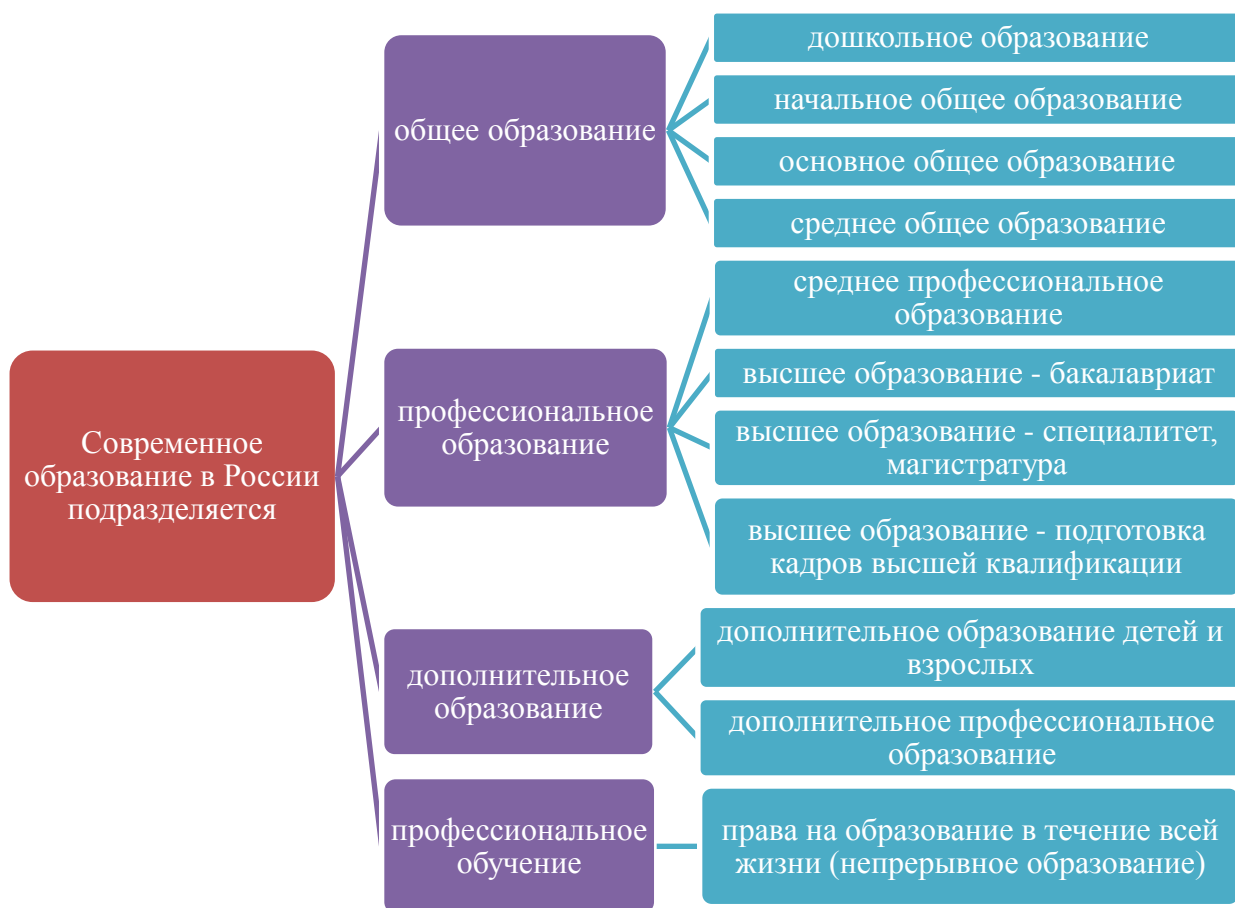 Современное
образование в России
подразделяется
общее образование
дошкольное образование
начальное общее образование
основное общее образование
среднее общее образование
профессиональное
образование
среднее профессиональное
образование
высшее образование - бакалавриат
высшее образование - специалитет,
магистратура
высшее образование - подготовка
кадров высшей квалификации
дополнительное
образование
дополнительное образование детей и
взрослых
дополнительное профессиональное
образование
профессиональное
обучение
права на образование в течение всей
жизни (непрерывное образование)